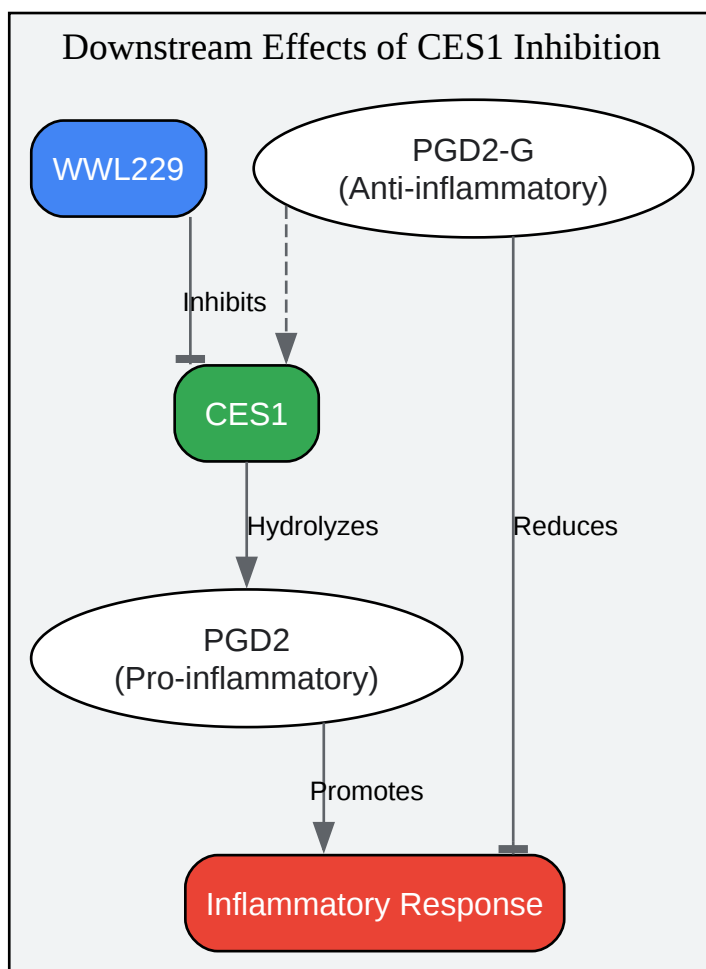 Downstream Effects of CES1 Inhibition
WWL229
PGD2-G
(Anti-inflammatory)
Inhibits
CES1
Hydrolyzes
Reduces
PGD2
(Pro-inflammatory)
Promotes
Inflammatory Response